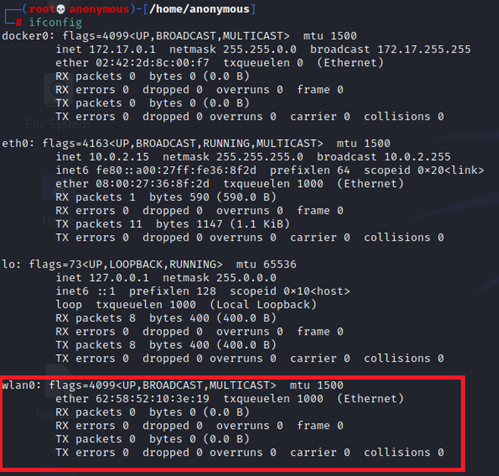 (root💀anonymous)-[/home/anonymous]
# ifconfig
docker0: flags=4099<UP,BROADCAST,MULTICAST>  mtu 1500
inet 172.17.0.1  netmask 255.255.0.0  broadcast 172.17.255.255
ether 02:42:2d:8c:00:f7  txqueuelen 0  (Ethernet)
RX packets 0  bytes 0 (0.0 B)
RX errors 0  dropped 0  overruns 0  frame 0
TX packets 0  bytes 0 (0.0 B)
TX errors 0  dropped 0 overruns 0  carrier 0  collisions 0
eth0: flags=4163<UP,BROADCAST,RUNNING,MULTICAST>  mtu 1500
inet 10.0.2.15  netmask 255.255.255.0  broadcast 10.0.2.255
inet6 fe80::a00:27ff:fe36:8f2d  prefixlen 64  scopeid 0×20<link>
ether 08:00:27:36:8f:2d  txqueuelen 1000  (Ethernet)
RX packets 1  bytes 590 (590.0 B)
RX errors 0  dropped 0  overruns 0  frame 0
TX packets 11  bytes 1147 (1.1 KiB)
TX errors 0  dropped 0 overruns 0  carrier 0  collisions 0
lo: flags=73<UP,LOOPBACK,RUNNING>  mtu 65536
inet 127.0.0.1  netmask 255.0.0.0
inet6 ::1  prefixlen 128  scopeid 0×10<host>
loop  txqueuelen 1000  (Local Loopback)
RX packets 8  bytes 400 (400.0 B)
RX errors 0  dropped 0  overruns 0  frame 0
TX packets 8  bytes 400 (400.0 B)
TX errors 0  dropped 0 overruns 0  carrier 0  collisions 0
wlan0: flags=4099<UP,BROADCAST,MULTICAST>  mtu 1500
ether 62:58:52:10:3e:19  txqueuelen 1000  (Ethernet)
RX packets 0  bytes 0 (0.0 B)
RX errors 0  dropped 0  overruns 0  frame 0
TX packets 0  bytes 0 (0.0 B)
TX errors 0  dropped 0 overruns 0  carrier 0  collisions 0
File System